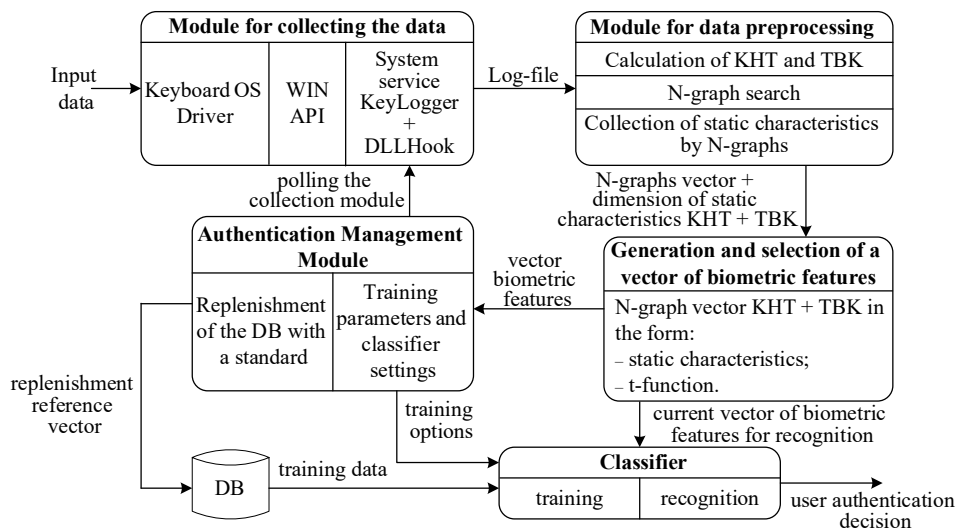 Module for collecting the data
Input
data
Keyboard OS
Driver
WIN
API
System
service
KeyLogger
+
DLLHook
Log-file
Module for data preprocessing
Calculation of KHT and TBK
N-graph search
Collection of static characteristics
by N-graphs
polling the
collection module
N-graphs vector +
dimension of static
characteristics KHT + TBK
Authentication Management
Module
Replenishment
of the DB with
a standard
Training
parameters and
classifier
settings
vector
biometric
features
Generation and selection of a
vector of biometric features
N-graph vector KHT + TBK in
the form:
– static characteristics;
– t-function.
replenishment
reference
vector
training
options
current vector of biometric
features for recognition
DB
training data
Classifier
training
recognition
user authentication
decision